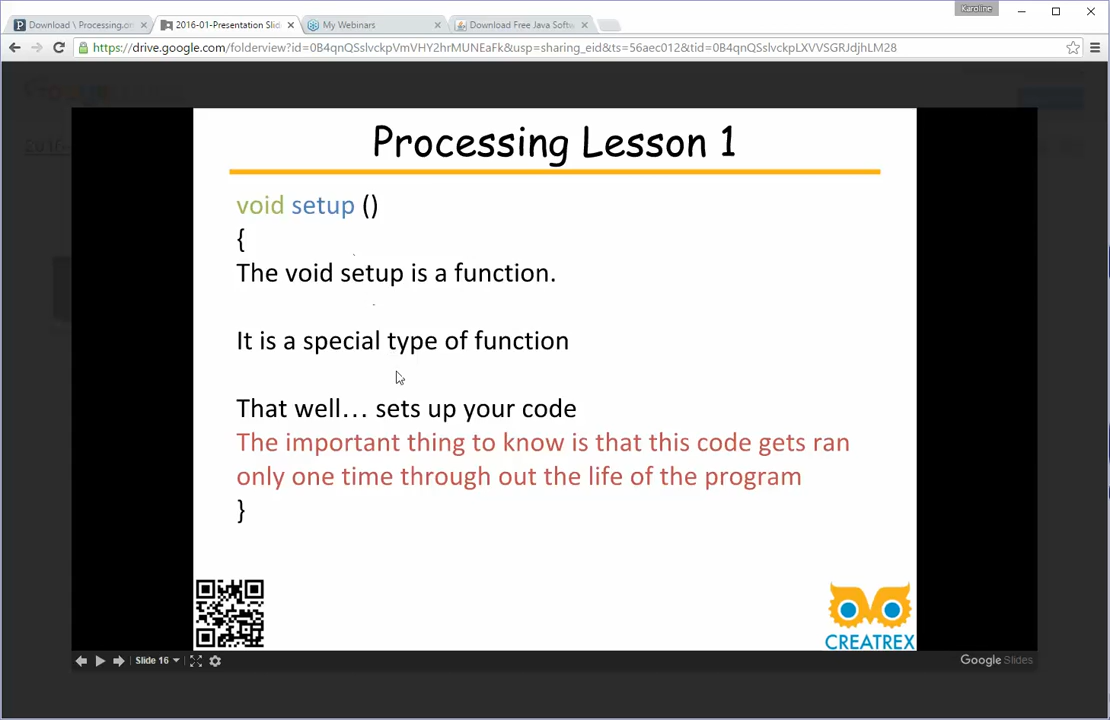 Karoline
Download \ Processing.or
2016-01-Presentation Slid
My Webinars
Download Free Java Softw
https://drive.google.com/folderview?id=0B4qnQSslvckpVmVHY2hrMUNEaFk&usp=sharing_eid&ts=56aec012&tid=0B4qnQSslvckpLXVVSGRJdjhLM28
Processing Lesson 1
void setup ()
{
The void setup is a function.
It is a special type of function
That well... sets up your code
The important thing to know is that this code gets ran
only one time through out the life of the program
}
CREATREX
Slide 16
Google Slides